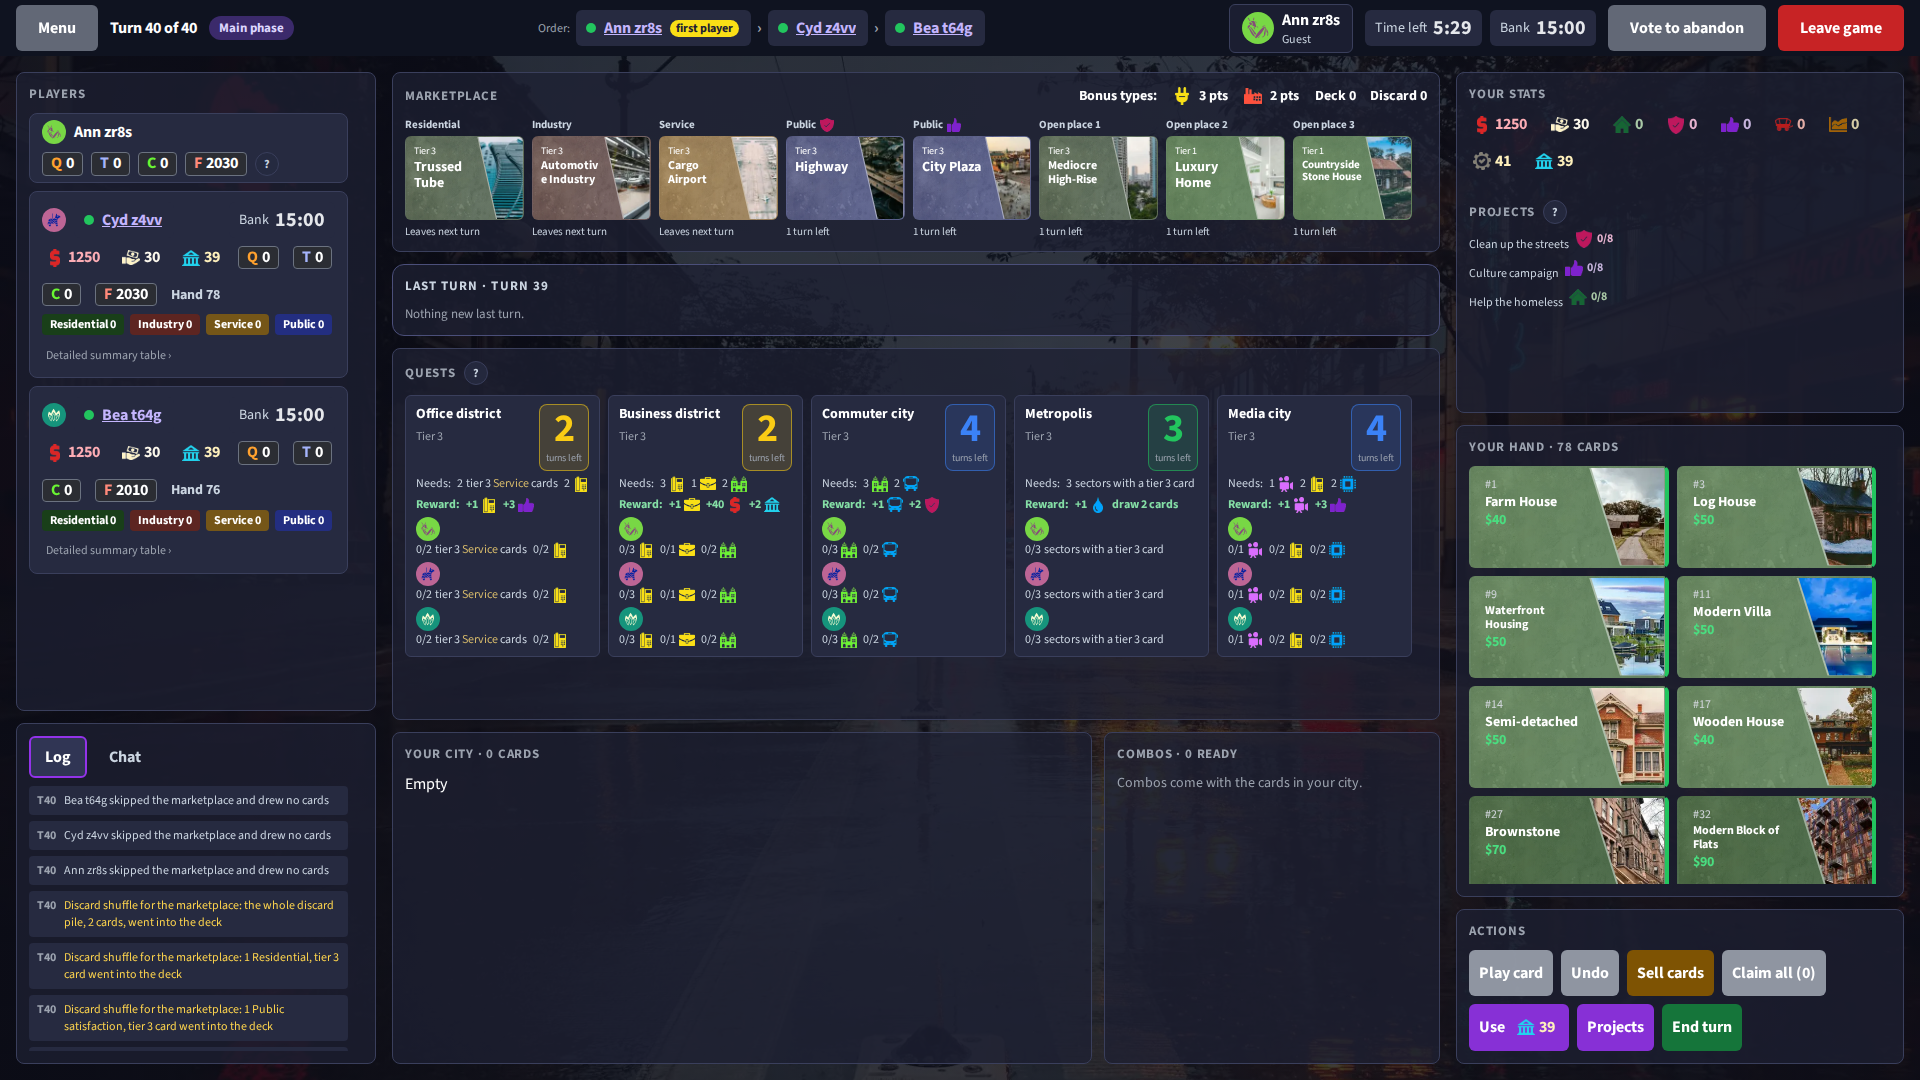 Menu
Turn 40 of 40
Main phase
Order:
Ann zr8s first player › Cyd z4vv › Bea t64g
Ann zr8s
Guest
Time left 5:29
Bank 15:00
Vote to abandon
Leave game
PLAYERS
Ann zr8s
Q 0 T 0 C 0 F 2030 ?
Cyd z4vv Bank 15:00
1250 30 39 Q 0 T 0
C 0 F 2030 Hand 78
Residential 0 Industry 0 Service 0 Public 0
Detailed summary table ›
Bea t64g Bank 15:00
1250 30 39 Q 0 T 0
C 0 F 2010 Hand 76
Residential 0 Industry 0 Service 0 Public 0
Detailed summary table ›
Log Chat
T40 Bea t64g skipped the marketplace and drew no cards
T40 Cyd z4vv skipped the marketplace and drew no cards
T40 Ann zr8s skipped the marketplace and drew no cards
T40 Discard shuffle for the marketplace: the whole discard
pile, 2 cards, went into the deck
T40 Discard shuffle for the marketplace: 1 Residential, tier 3
card went into the deck
T40 Discard shuffle for the marketplace: 1 Public
satisfaction, tier 3 card went into the deck
MARKETPLACE
Bonus types: 3 pts 2 pts Deck 0 Discard 0
Residential Industry Service Public Public Open place 1 Open place 2 Open place 3
Tier 3
Trussed
Tube
Leaves next turn
Tier 3
Automotiv
e Industry
Leaves next turn
Tier 3
Cargo
Airport
Leaves next turn
Tier 3
Highway
1 turn left
Tier 3
City Plaza
1 turn left
Tier 3
Mediocre
High-Rise
1 turn left
Tier 1
Luxury
Home
1 turn left
Tier 1
Countryside
Stone House
1 turn left
LAST TURN · TURN 39
Nothing new last turn.
QUESTS ?
Office district
Tier 3
2
turns left
Needs: 2 tier 3 Service cards 2
Reward: +1 +3
0/2 tier 3 Service cards 0/2
0/2 tier 3 Service cards 0/2
0/2 tier 3 Service cards 0/2
Business district
Tier 3
2
turns left
Needs: 3 1 2
Reward: +1 +40 +2
0/3 0/1 0/2
0/3 0/1 0/2
0/3 0/1 0/2
Commuter city
Tier 3
4
turns left
Needs: 3 2
Reward: +1 +2
0/3 0/2
0/3 0/2
0/3 0/2
Metropolis
Tier 3
3
turns left
Needs: 3 sectors with a tier 3 card
Reward: +1 draw 2 cards
0/3 sectors with a tier 3 card
0/3 sectors with a tier 3 card
0/3 sectors with a tier 3 card
Media city
Tier 3
4
turns left
Needs: 1 2 2
Reward: +1 +3
0/1 0/2 0/2
0/1 0/2 0/2
0/1 0/2 0/2
YOUR CITY · 0 CARDS
Empty
COMBOS · 0 READY
Combos come with the cards in your city.
YOUR STATS
1250 30 0 0 0 0 0
41 39
PROJECTS ?
Clean up the streets 0/8
Culture campaign 0/8
Help the homeless 0/8
YOUR HAND · 78 CARDS
#1
Farm House
$40
#3
Log House
$50
#9
Waterfront
Housing
$50
#11
Modern Villa
$50
#14
Semi-detached
$50
#17
Wooden House
$40
#27
Brownstone
$70
#32
Modern Block of
Flats
$90
ACTIONS
Play card Undo Sell cards Claim all (0)
Use 39 Projects End turn